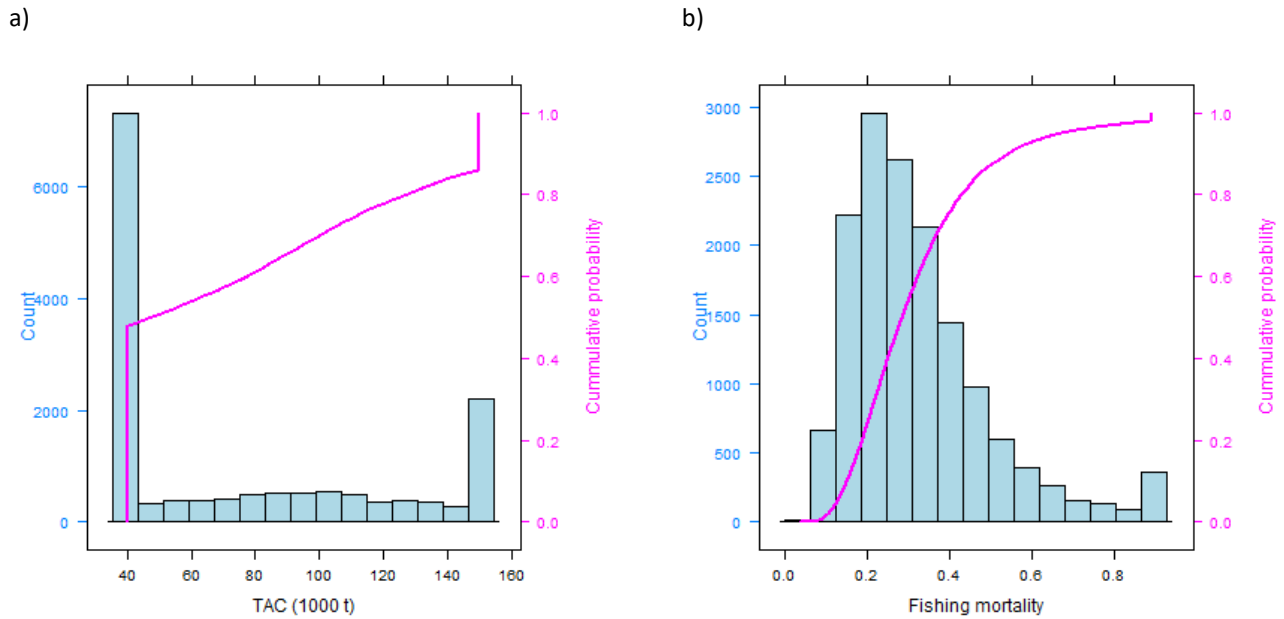 a)
b)
Count
0
2000
4000
6000
0.0
0.2
0.4
0.6
0.8
1.0
Cummulative probability
40 60 80 100 120 140 160
TAC (1000 t)
Count
0
500
1000
1500
2000
2500
3000
0.0
0.2
0.4
0.6
0.8
1.0
Cummulative probability
0.0 0.2 0.4 0.6 0.8
Fishing mortality